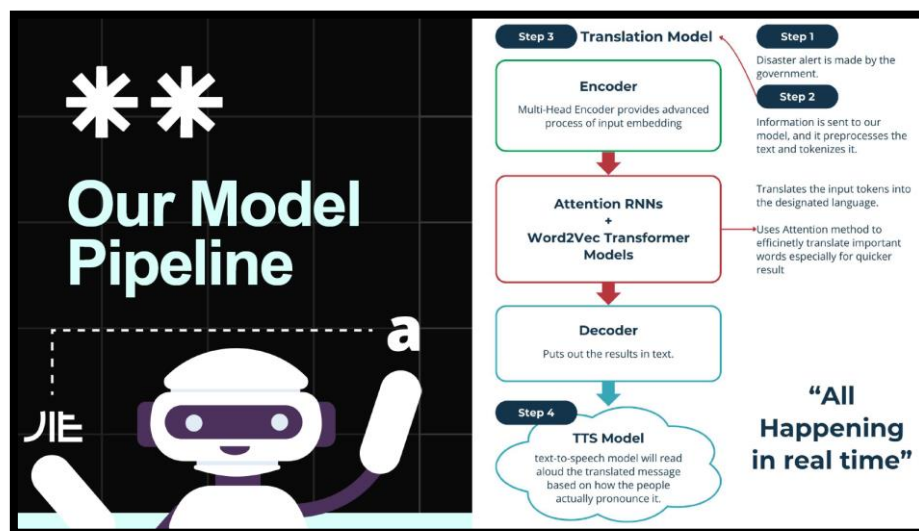 **
Our Model
Pipeline
a
Step 3
Translation Model
Encoder
Multi-Head Encoder provides advanced
process of input embedding
Attention RNNs
+
Word2Vec Transformer
Models
Decoder
Puts out the results in text.
Step 4
TTS Model
text-to-speech model will read
aloud the translated message
based on how the people
actually pronounce it.
Step 1
Disaster alert is made by the
government.
Step 2
Information is sent to our
model, and it preprocesses the
text and tokenizes it.
Translates the input tokens into
the designated language.
Uses Attention method to
efficinetly translate important
words especially for quicker
result
“All
Happening
in real time”